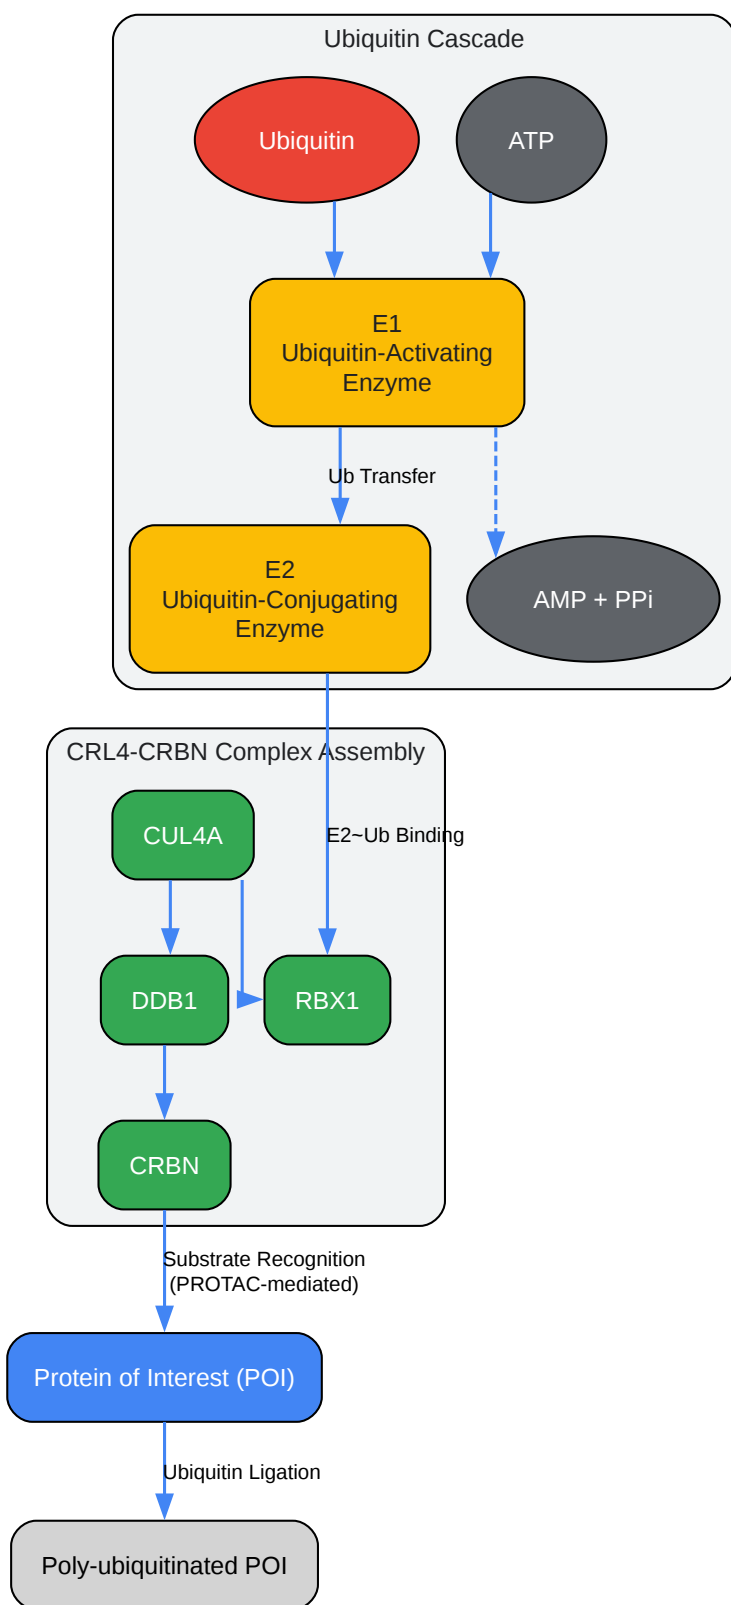 Ubiquitin Cascade
Ubiquitin
ATP
E1
Ubiquitin-Activating
Enzyme
Ub Transfer
E2
Ubiquitin-Conjugating
Enzyme
AMP + PPi
CRL4-CRBN Complex Assembly
CUL4A
E2~Ub Binding
DDB1
RBX1
CRBN
Substrate Recognition
(PROTAC-mediated)
Protein of Interest (POI)
Ubiquitin Ligation
Poly-ubiquitinated POI